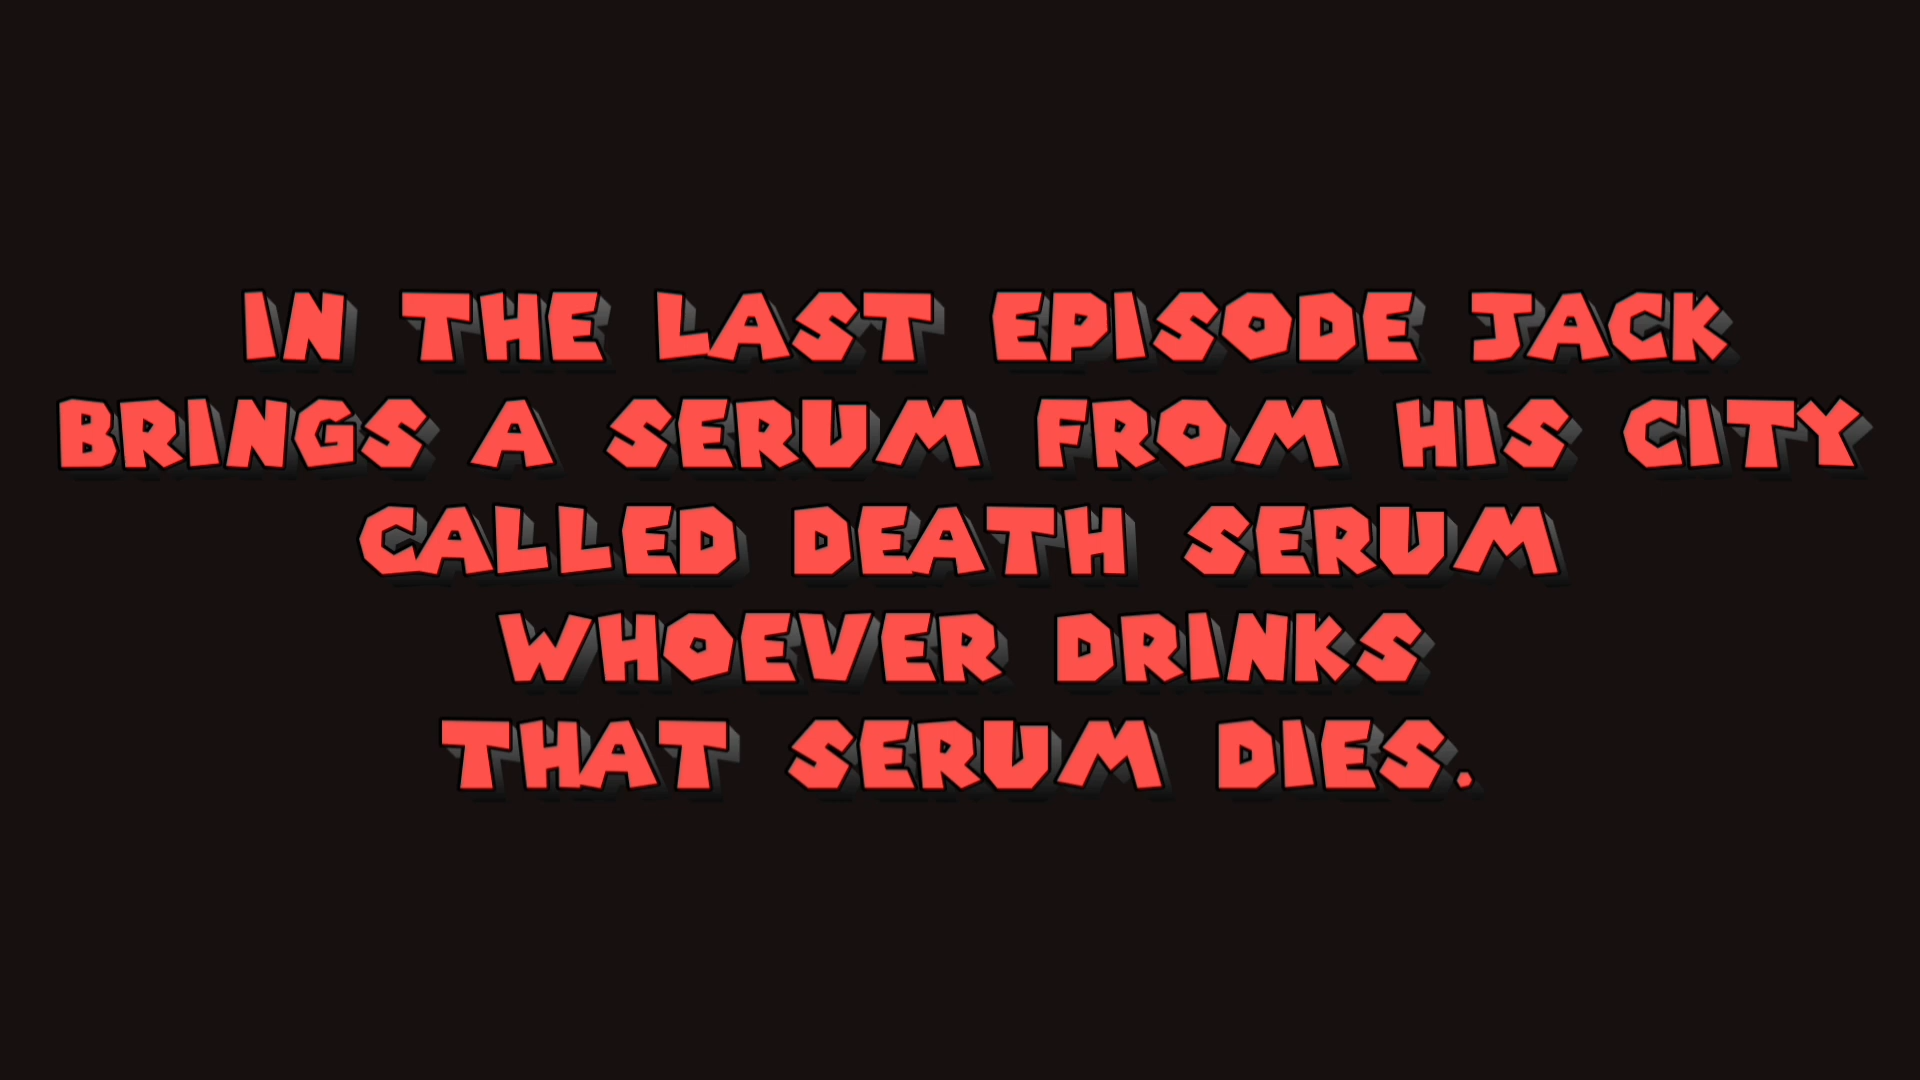 IN THE LAST EPISODE JACK
BRINGS A SERUM FROM HIS CITY
CALLED DEATH SERUM
WHOEVER DRINKS
THAT SERUM DIES.